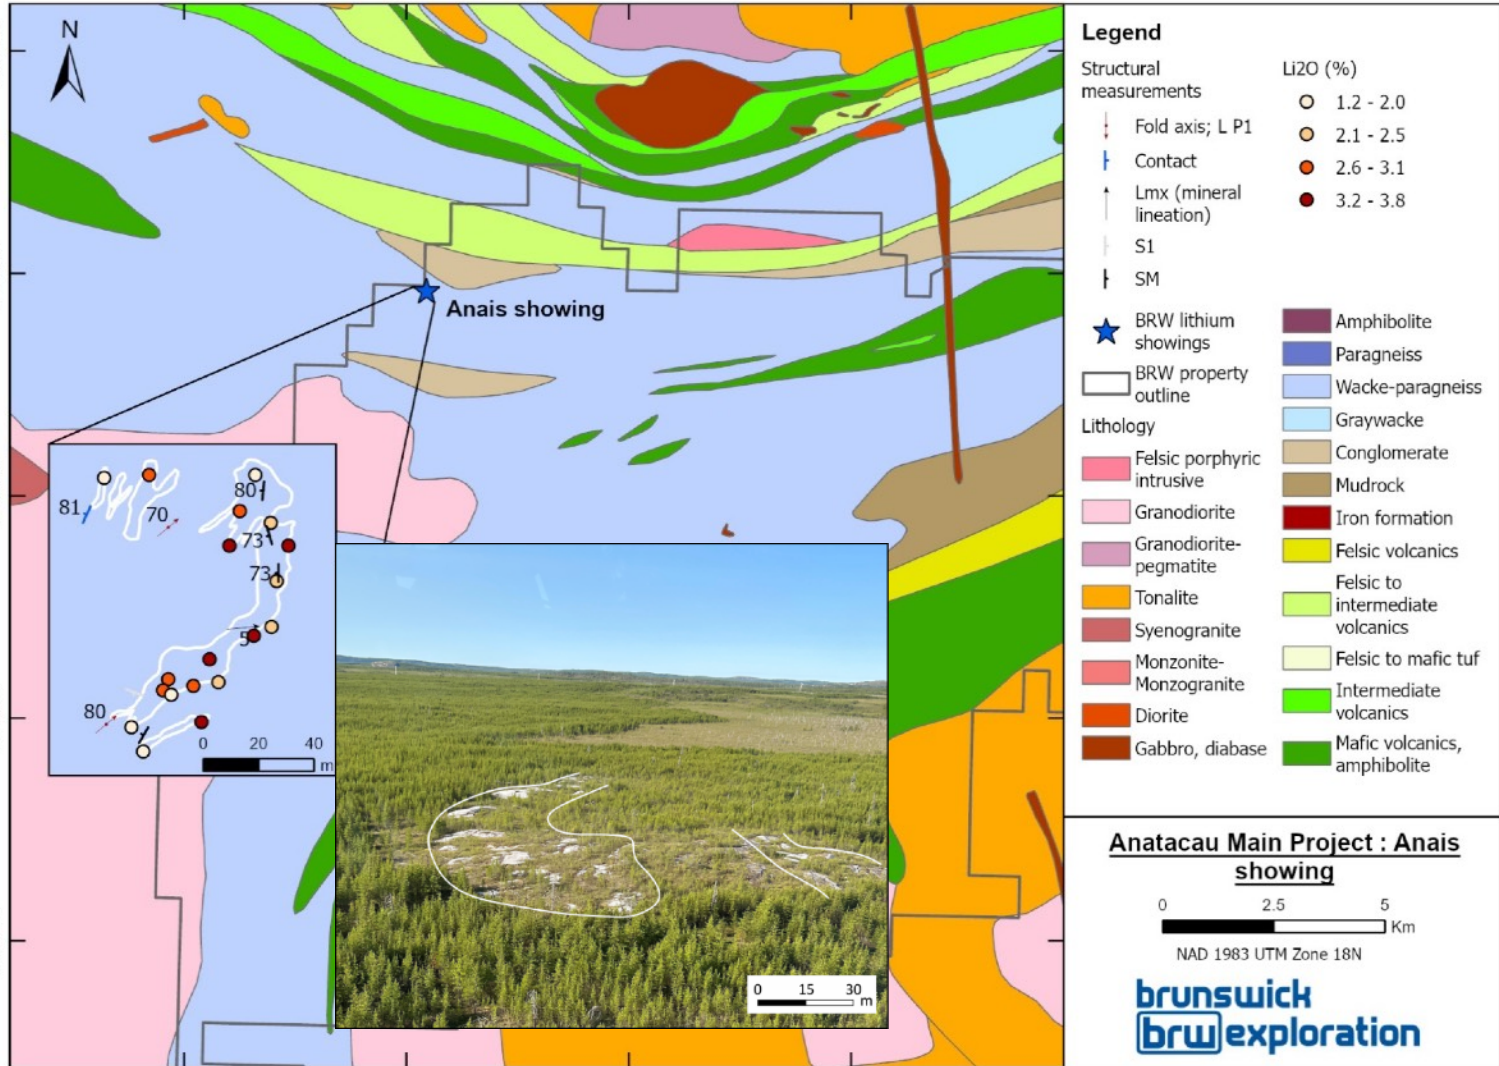 N
Anais showing
81
70
80
73
73
5
80
0 20 40
m
0 15 30
m
Legend
Structural
measurements
Fold axis; L P1
Contact
Lmx (mineral
lineation)
S1
SM
BRW lithium
showings
BRW property
outline
Lithology
Felsic porphyric
intrusive
Granodiorite
Granodiorite-
pegmatite
Tonalite
Syenogranite
Monzonite-
Monzogranite
Diorite
Gabbro, diabase
Li2O (%)
1.2 - 2.0
2.1 - 2.5
2.6 - 3.1
3.2 - 3.8
Amphibolite
Paragneiss
Wacke-paragneiss
Graywacke
Conglomerate
Mudrock
Iron formation
Felsic volcanics
Felsic to
intermediate
volcanics
Felsic to mafic tuf
Intermediate
volcanics
Mafic volcanics,
amphibolite
Anatacau Main Project : Anais
showing
0 2.5 5
Km
NAD 1983 UTM Zone 18N
brunswick
brw exploration